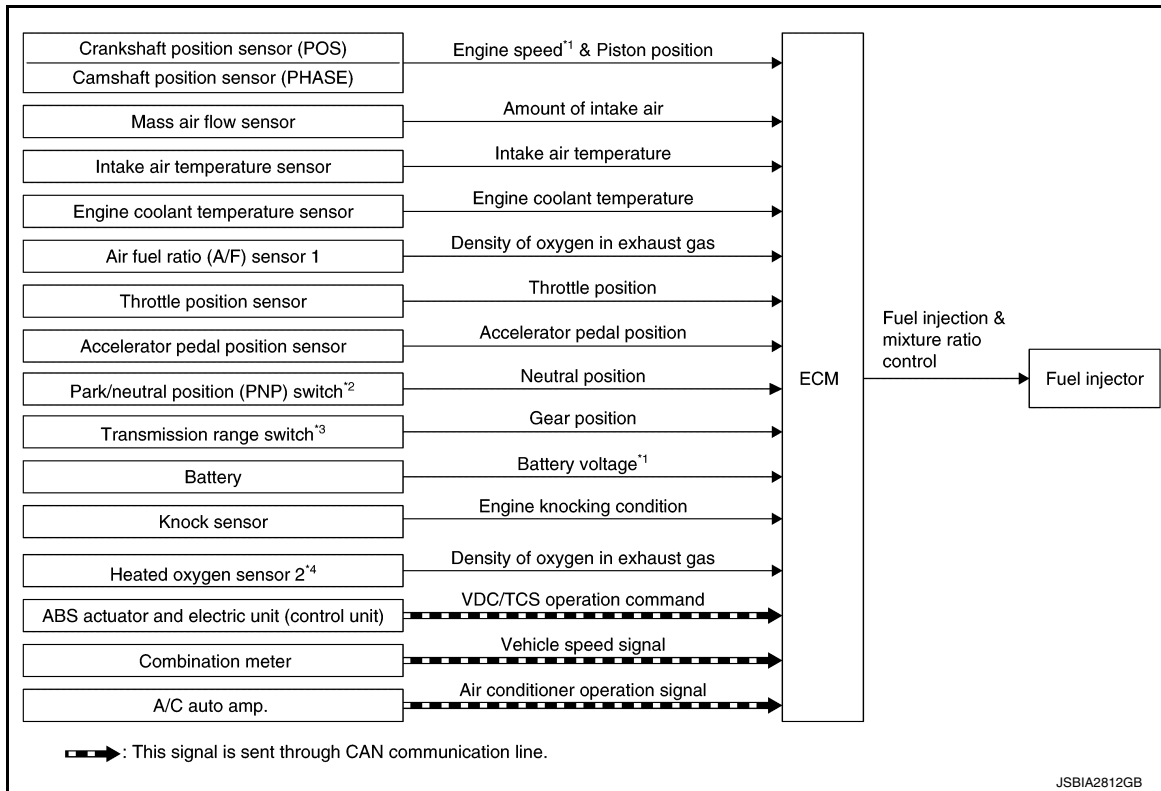 Crankshaft position sensor (POS)
Camshaft position sensor (PHASE)
Engine speed*1 & Piston position
Mass air flow sensor
Amount of intake air
Intake air temperature sensor
Intake air temperature
Engine coolant temperature sensor
Engine coolant temperature
Air fuel ratio (A/F) sensor 1
Density of oxygen in exhaust gas
Throttle position sensor
Throttle position
Accelerator pedal position sensor
Accelerator pedal position
Park/neutral position (PNP) switch*2
Neutral position
Transmission range switch*3
Gear position
Battery
Battery voltage*1
Knock sensor
Engine knocking condition
Heated oxygen sensor 2*4
Density of oxygen in exhaust gas
ABS actuator and electric unit (control unit)
VDC/TCS operation command
Combination meter
Vehicle speed signal
A/C auto amp.
Air conditioner operation signal
ECM
Fuel injection &
mixture ratio
control
Fuel injector
: This signal is sent through CAN communication line.
JSBIA2812GB